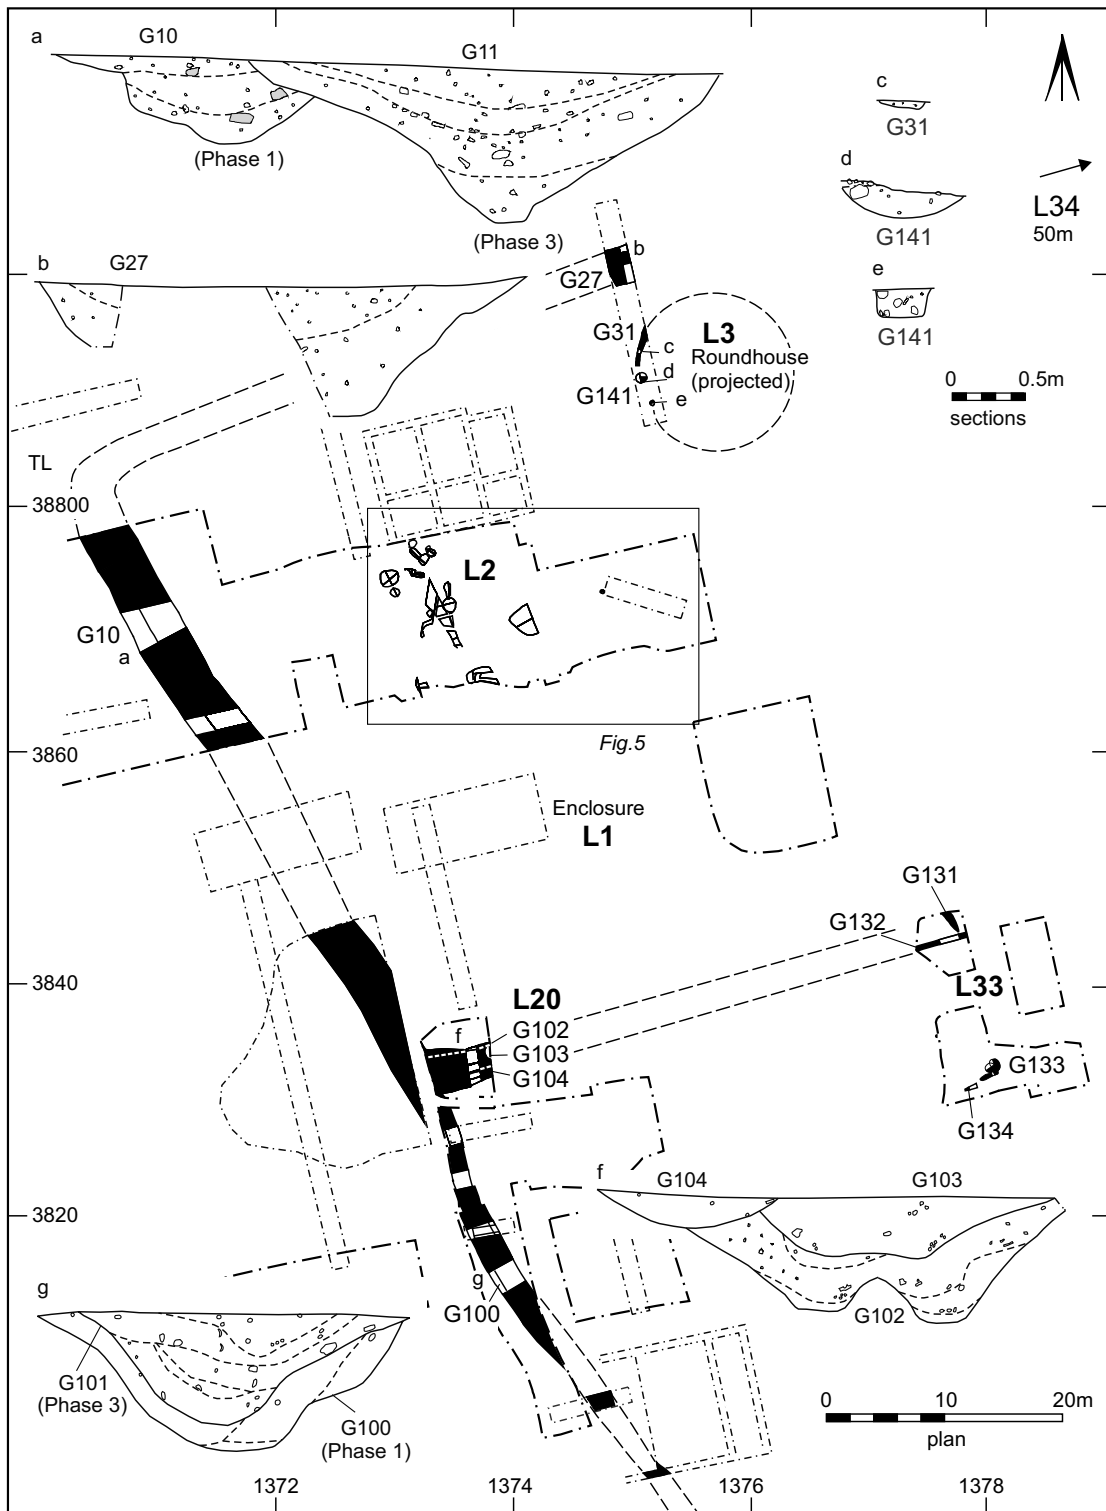 a
G10
G11
(Phase 1)
(Phase 3)
c
G31
d
G141
e
G141
L34
50m
0 0.5m
sections
b
G27
b
G27
G31
L3
Roundhouse
(projected)
c
d
G141
e
TL
38800
L2
G10
a
Fig.5
3860
Enclosure
L1
G131
G132
3840
L33
L20
f
G102
G103
G104
G133
G134
3820
f
G104
G103
G102
g
g
G100
G101
(Phase 3)
G100
(Phase 1)
0 10 20m
plan
1372 1374 1376 1378